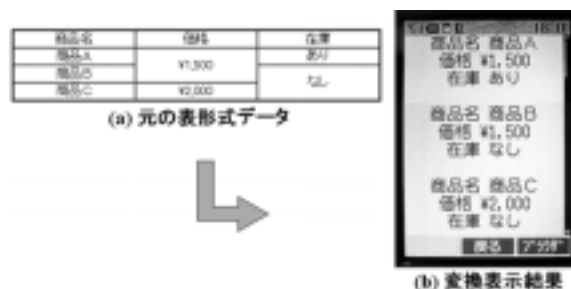 商品名 価格 在庫
商品A ¥1,500 あり
商品B なし
商品C ¥2,000
(a) 元の表形式データ
商品名 商品A
価格 ¥1,500
在庫 あり
商品名 商品B
価格 ¥1,500
在庫 なし
商品名 商品C
価格 ¥2,000
在庫 なし
戻る ﾌﾞﾗｳｻﾞ
(b) 変換表示結果